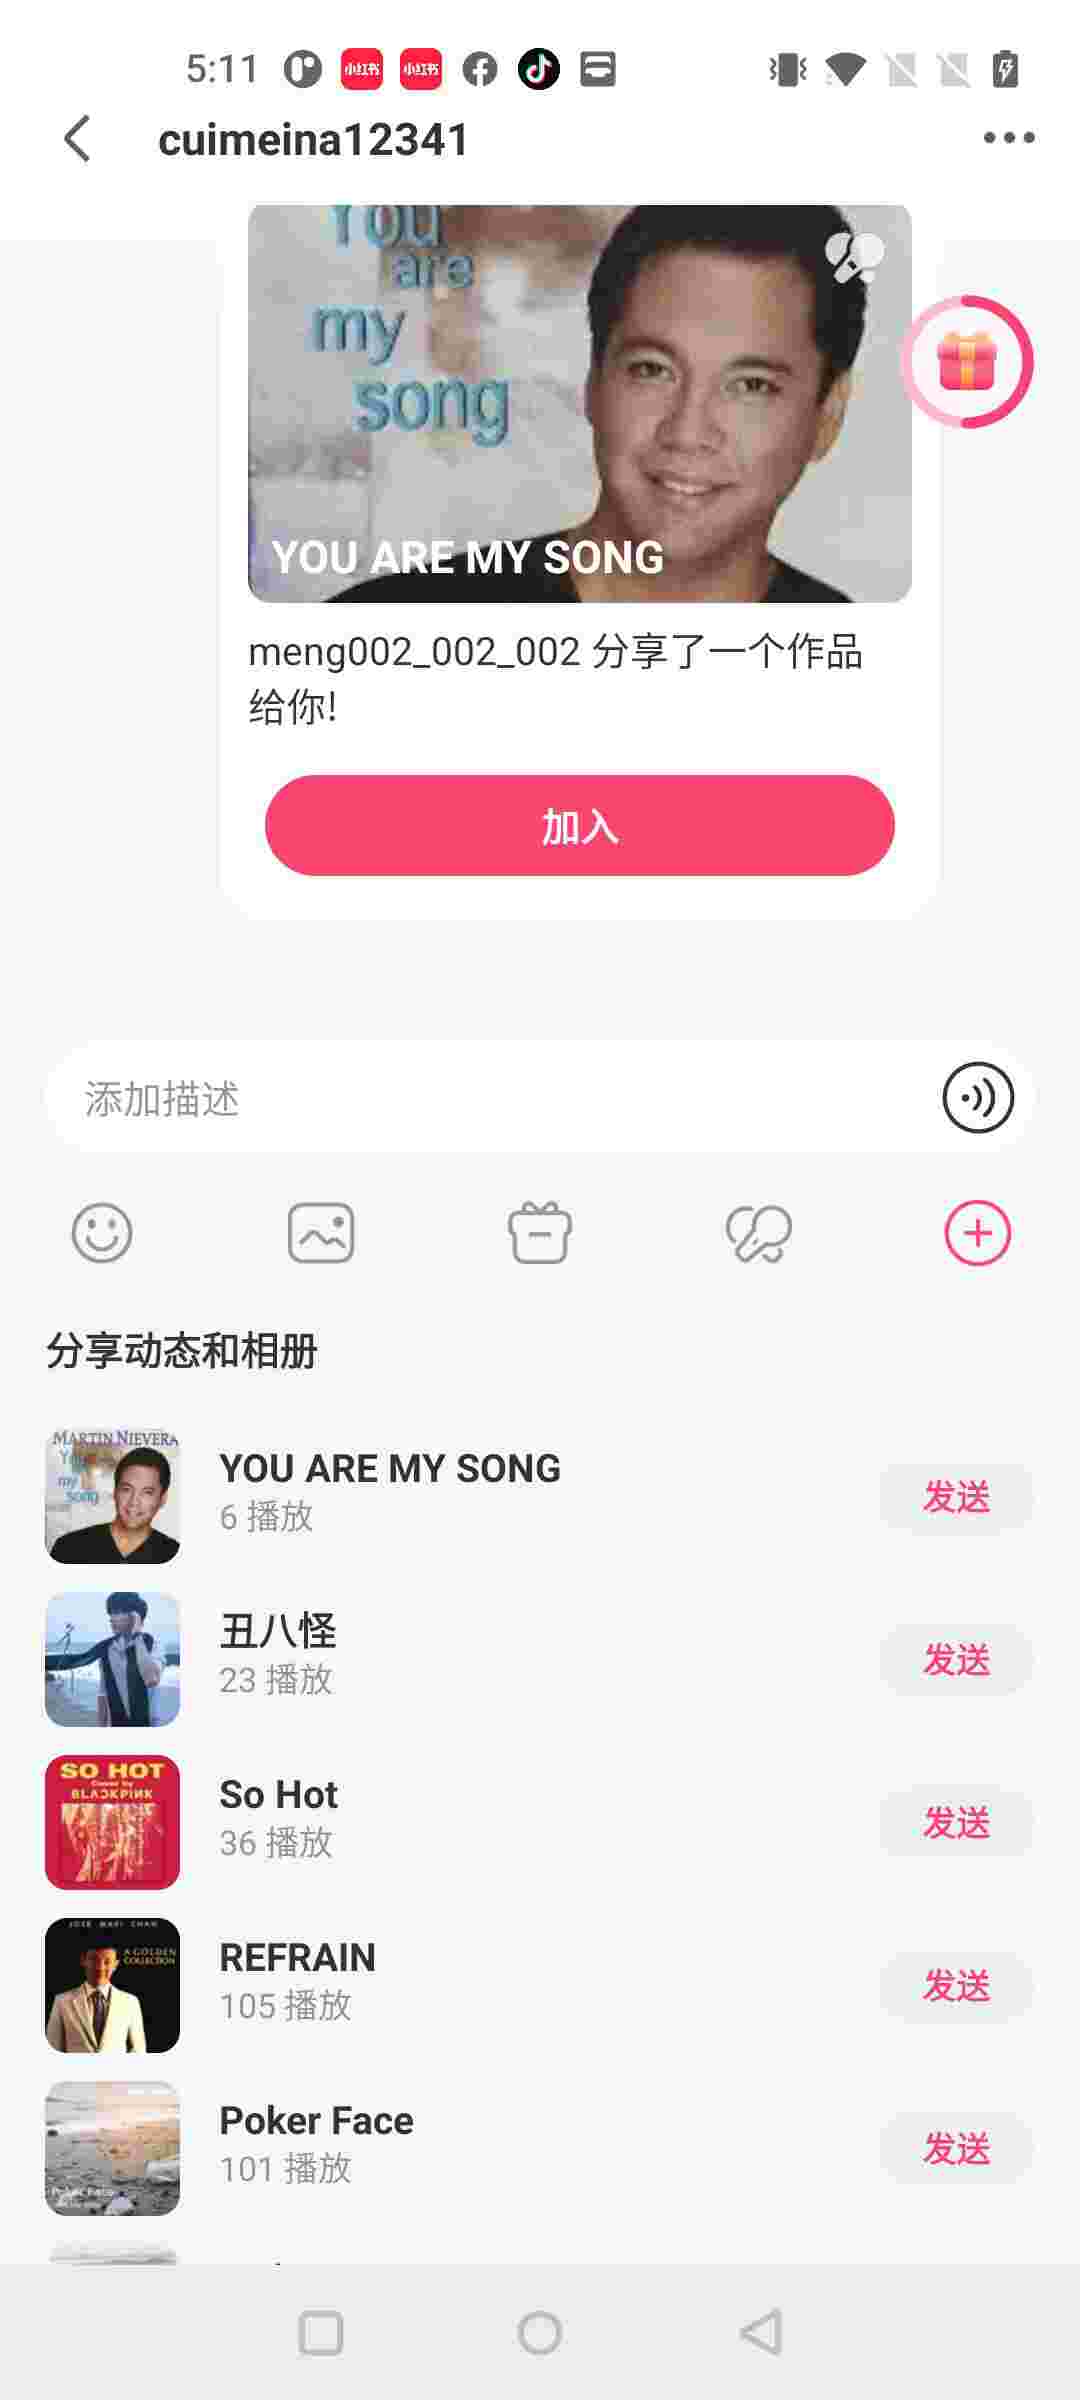 5:11
小红书 小红书
cuimeina12341
You
are
my
song
YOU ARE MY SONG
meng002_002_002 分享了一个作品
给你!
加入
添加描述
分享动态和相册
MARTIN NIEVERA
You
are
my
song
YOU ARE MY SONG
6 播放
发送
丑八怪
23 播放
发送
SO HOT
Cover by
BLACKPINK
So Hot
36 播放
发送
JOSE MARI CHAN
A GOLDEN
COLLECTION
REFRAIN
105 播放
发送
Poker Face
Poker Face
101 播放
发送